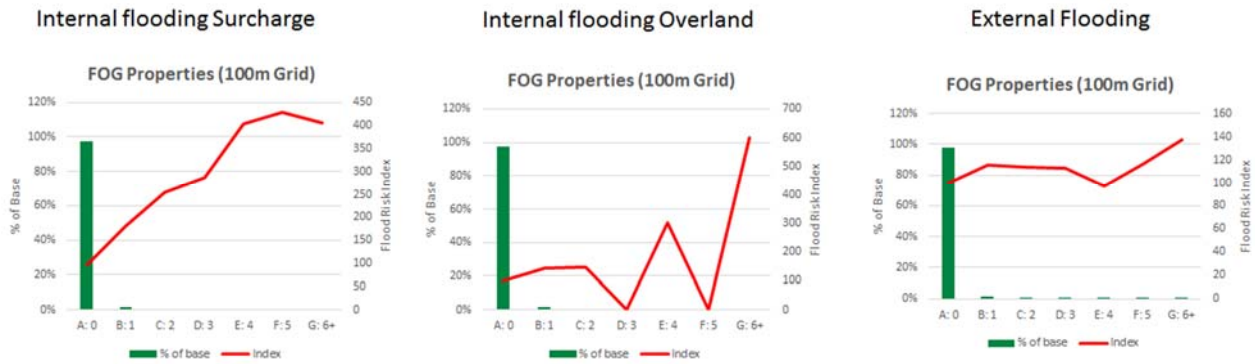 Internal flooding Surcharge
FOG Properties (100m Grid)
120%
100%
80%
60%
40%
20%
0%
% of Base
450
400
350
300
250
200
150
100
50
0
Flood Risk Index
A: 0 B: 1 C: 2 D: 3 E: 4 F:5 G: 6+
% of base Index
Internal flooding Overland
FOG Properties (100m Grid)
120%
100%
80%
60%
40%
20%
0%
% of Base
700
600
500
400
300
200
100
0
Flood Risk Index
A: 0 B: 1 C: 2 D: 3 E: 4 F:5 G: 6+
% of base Index
External Flooding
FOG Properties (100m Grid)
120%
100%
80%
60%
40%
20%
0%
% of Base
160
140
120
100
80
60
40
20
0
Flood Risk Index
A: 0 B: 1 C: 2 D: 3 E: 4 F:5 G: 6+
% of base Index